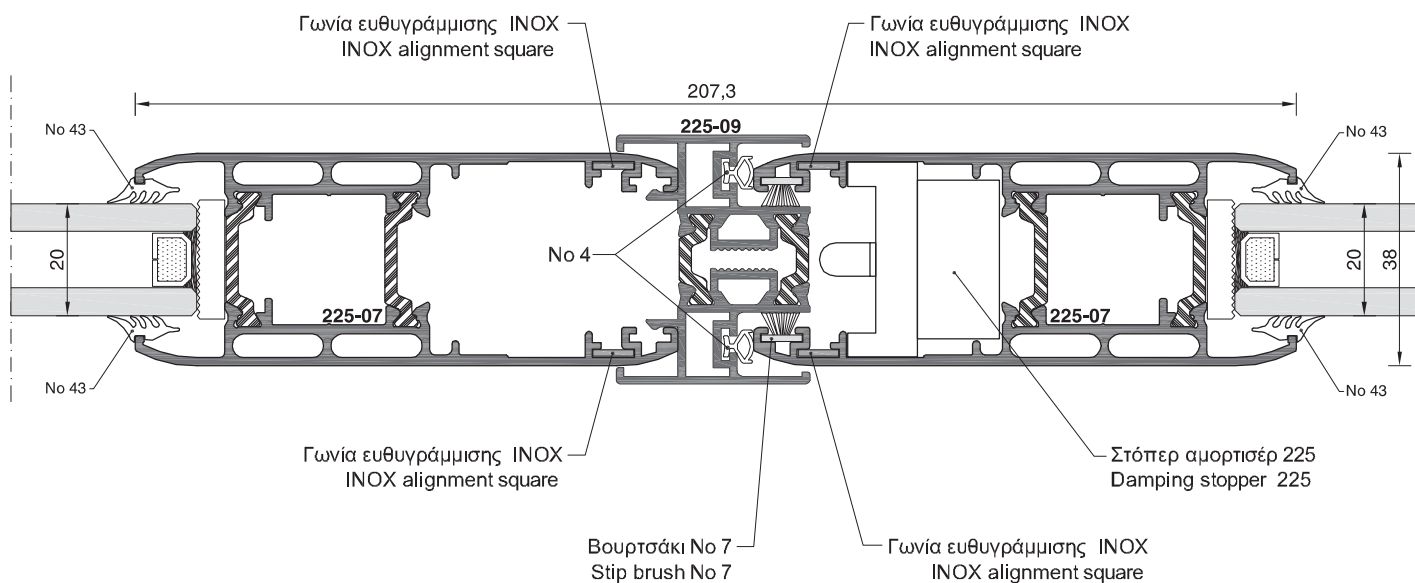 Γωνία ευθυγράμμισης INOX
INOX alignment square
Γωνία ευθυγράμμισης INOX
INOX alignment square
207,3
No 43
225-09
No 43
20
No 4
20
38
225-07
225-07
No 43
No 43
Γωνία ευθυγράμμισης INOX
INOX alignment square
Στόπερ αμορτισέρ 225
Damping stopper 225
Βουρτσάκι No 7
Stip brush No 7
Γωνία ευθυγράμμισης INOX
INOX alignment square